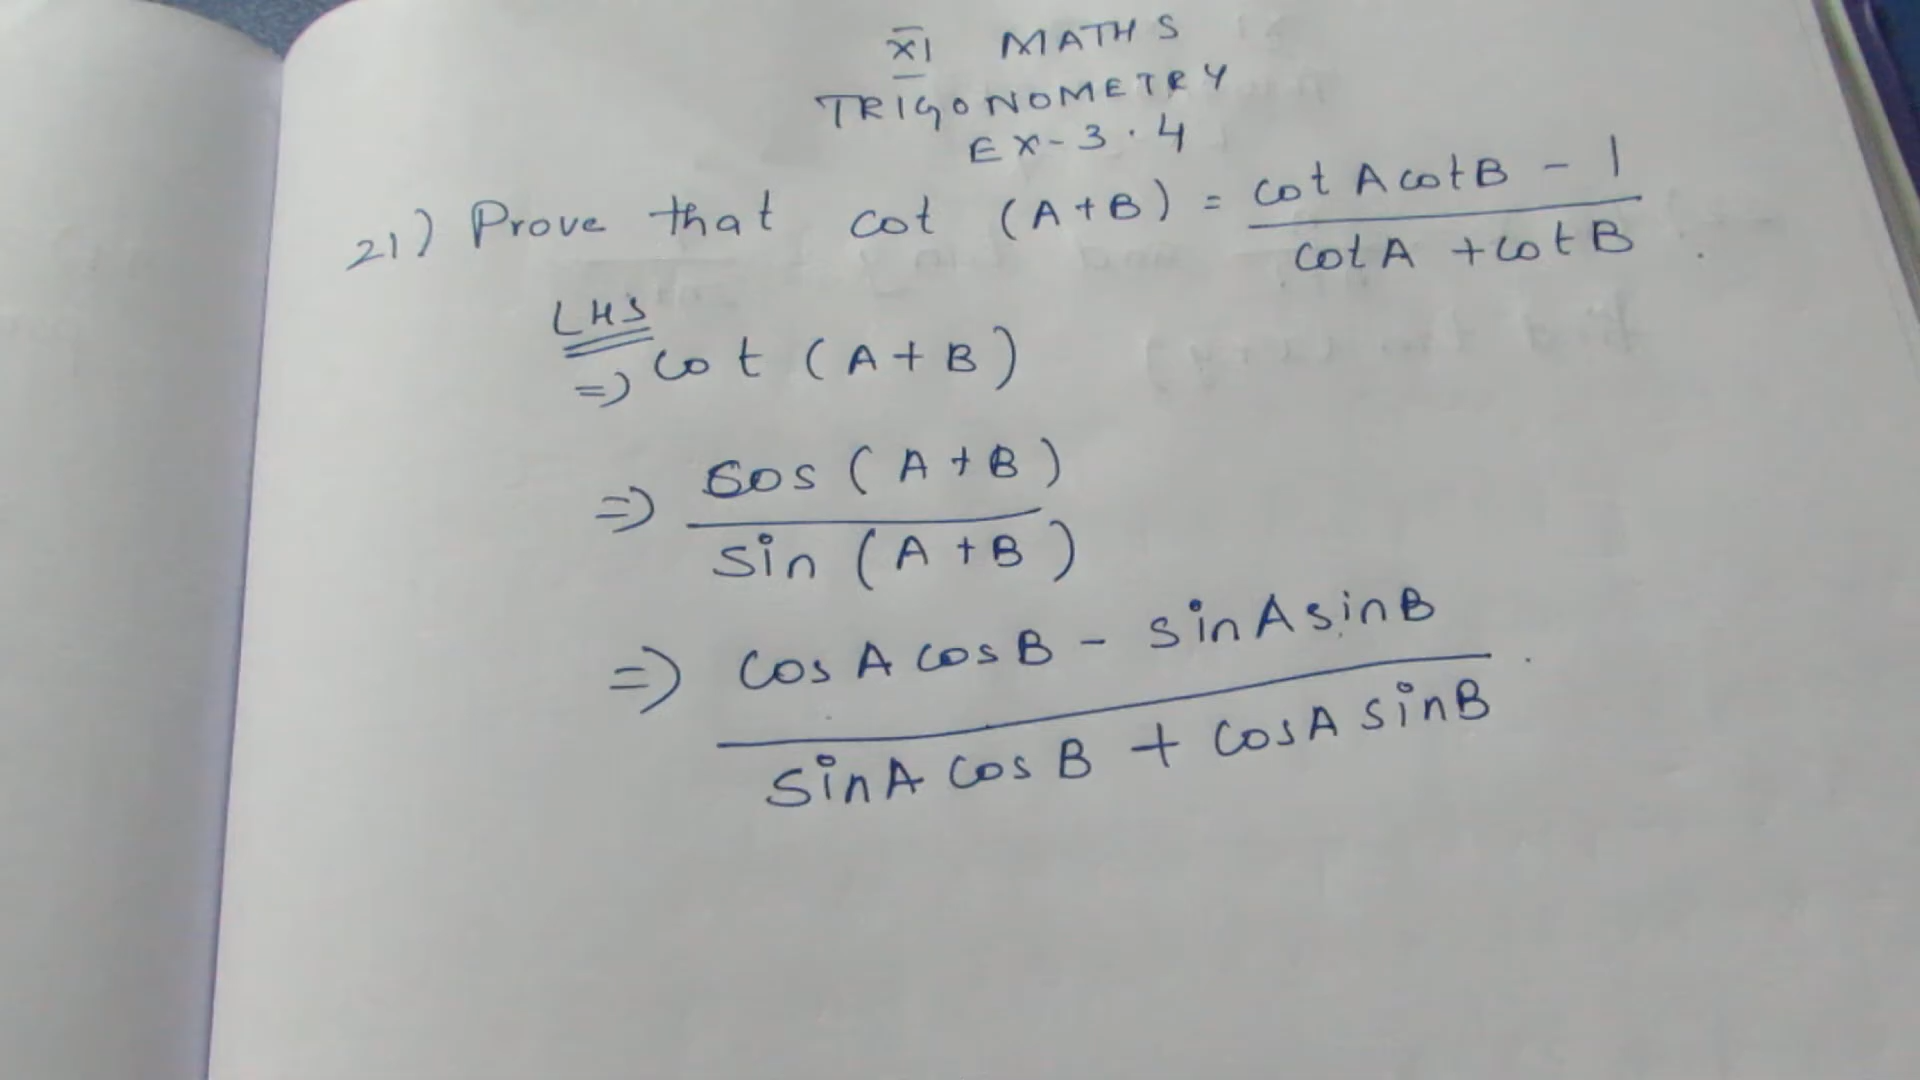 XI MATHS
TRIGONOMETRY
EX-3.4
21) Prove that cot (A+B) = cot A cot B - 1 / cot A + cot B .
LHS
=> cot (A+B)
=> cos (A+B) / sin (A+B)
=> cos A cos B - sin A sin B / sin A cos B + cos A sin B